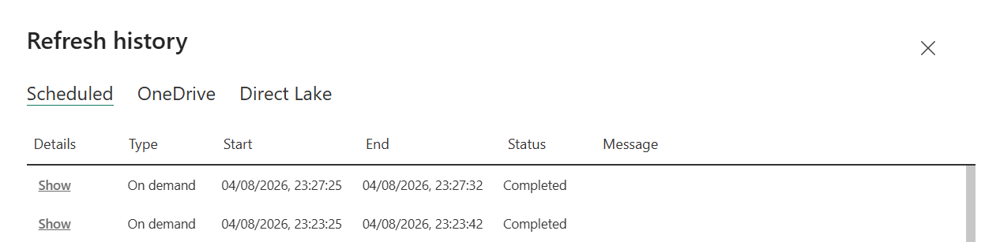 Refresh history
Scheduled OneDrive Direct Lake
Details Type Start End Status Message
Show On demand 04/08/2026, 23:27:25 04/08/2026, 23:27:32 Completed
Show On demand 04/08/2026, 23:23:25 04/08/2026, 23:23:42 Completed